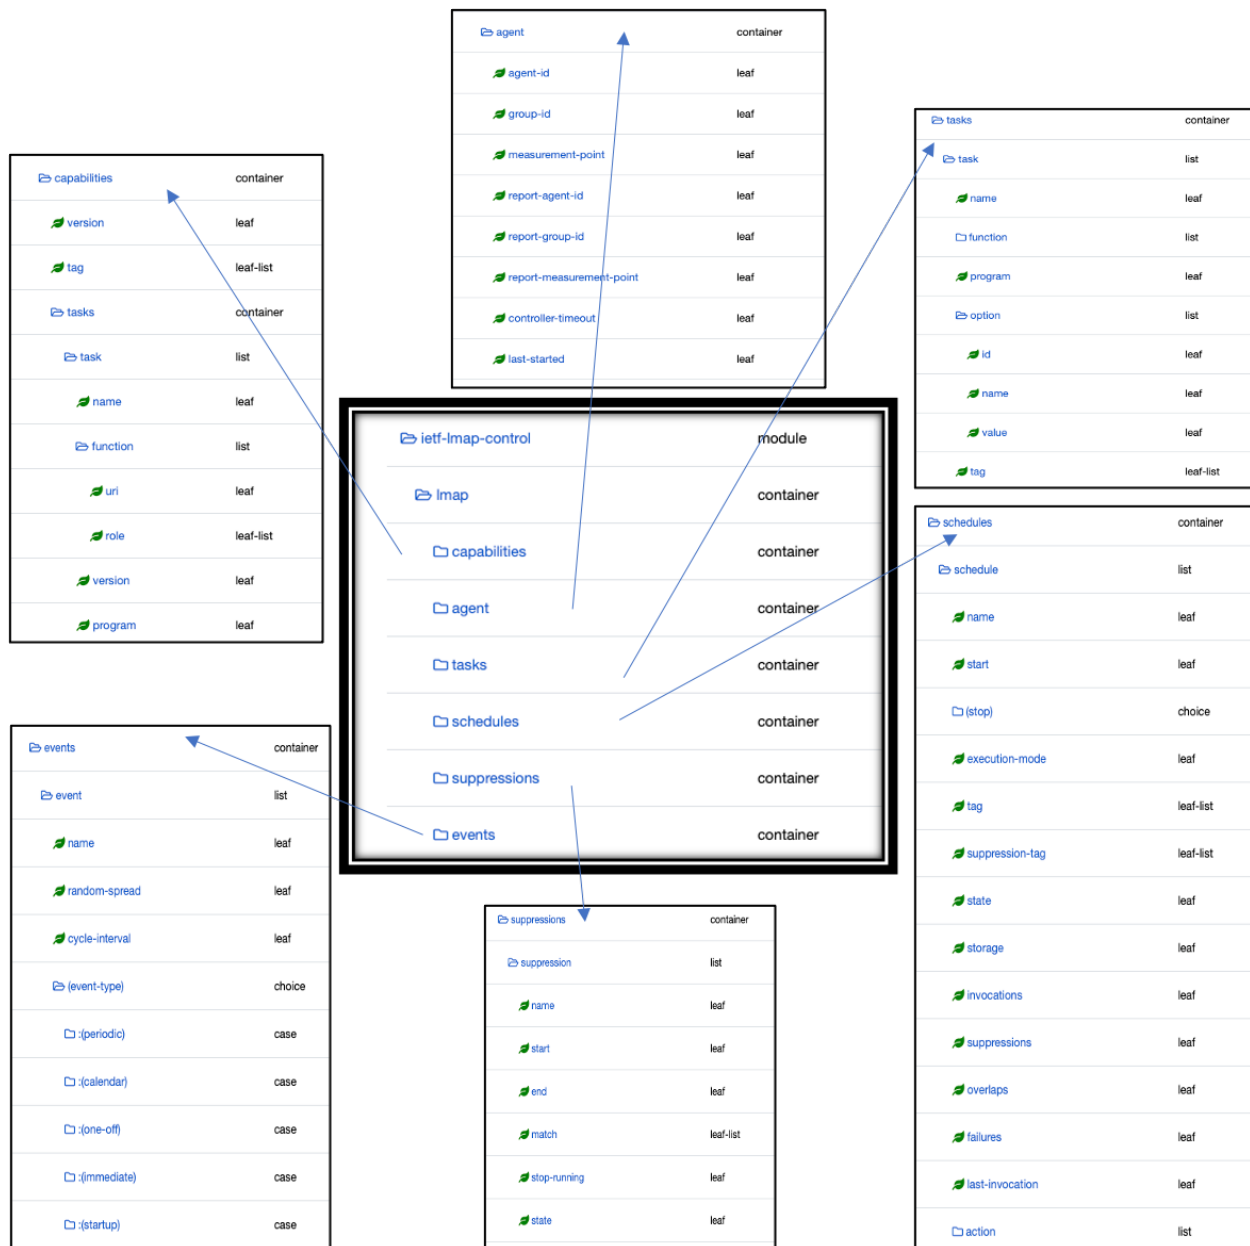 agent container
agent-id leaf
group-id leaf
measurement-point leaf
report-agent-id leaf
report-group-id leaf
report-measurement-point leaf
controller-timeout leaf
last-started leaf
capabilities container
version leaf
tag leaf-list
tasks container
task list
name leaf
function list
uri leaf
role leaf-list
version leaf
program leaf
tasks container
task list
name leaf
function list
program leaf
option list
id leaf
name leaf
value leaf
tag leaf-list
ietf-lmap-control module
lmap container
capabilities container
agent container
tasks container
schedules container
suppressions container
events container
schedules container
schedule list
name leaf
start leaf
(stop) choice
execution-mode leaf
tag leaf-list
suppression-tag leaf-list
state leaf
storage leaf
invocations leaf
suppressions leaf
overlaps leaf
failures leaf
last-invocation leaf
action list
events container
event list
name leaf
random-spread leaf
cycle-interval leaf
(event-type) choice
:(periodic) case
:(calendar) case
:(one-off) case
:(immediate) case
:(startup) case
suppressions container
suppression list
name leaf
start leaf
end leaf
match leaf-list
stop-running leaf
state leaf